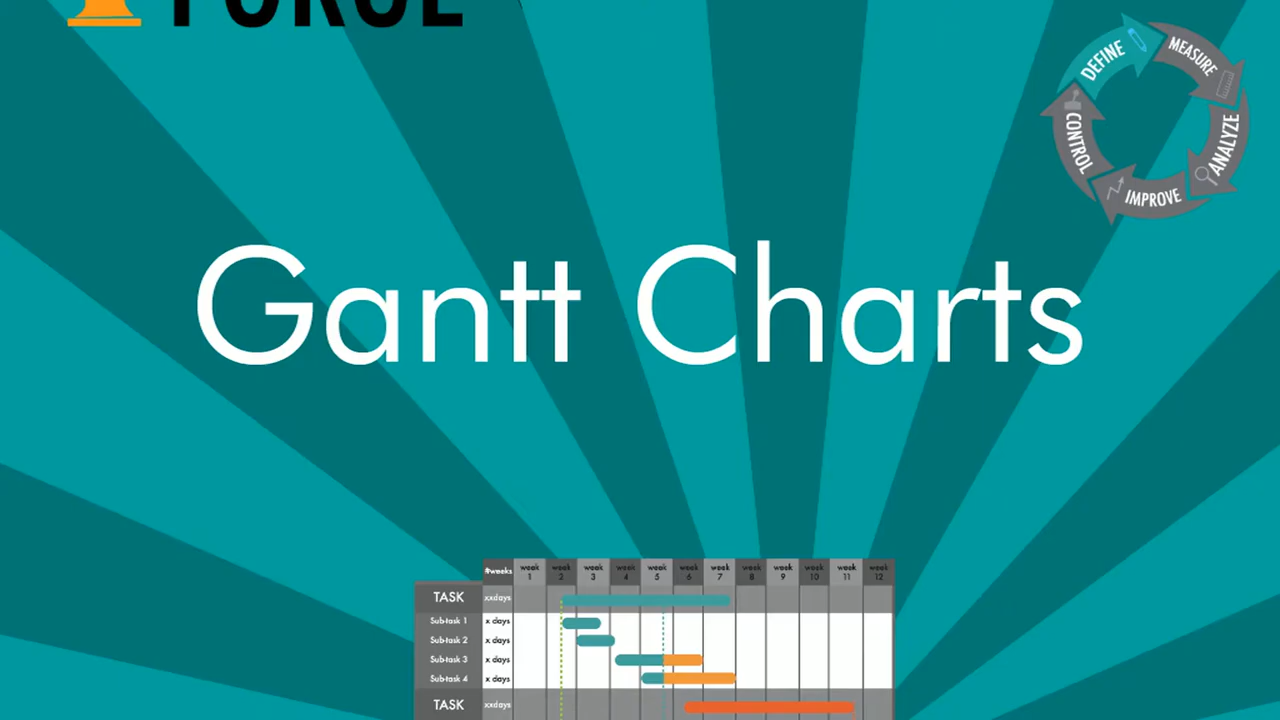 FORCE
DEFINE
MEASURE
ANALYZE
IMPROVE
CONTROL
Gantt Charts
#weeks week 1 week 2 week 3 week 4 week 5 week 6 week 7 week 8 week 9 week 10 week 11 week 12
TASK xxdays
Sub-task 1 x days
Sub-task 2 x days
Sub-task 3 x days
Sub-task 4 x days
TASK xxdays